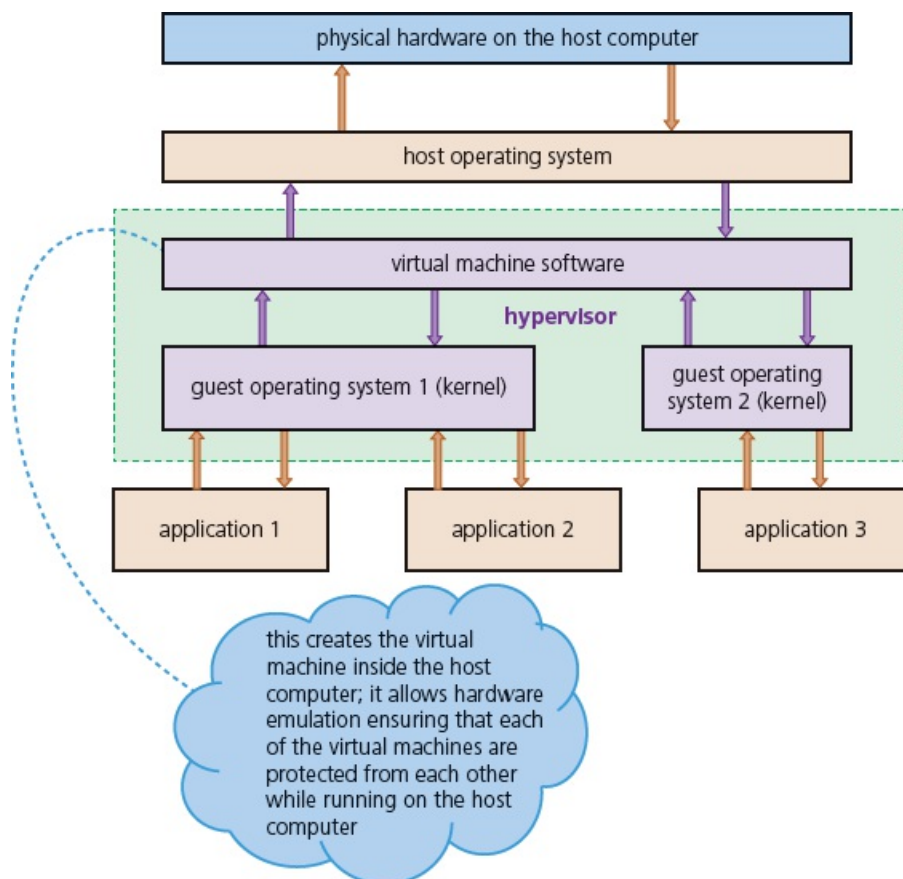 physical hardware on the host computer
host operating system
virtual machine software
hypervisor
guest operating system 1 (kernel)
guest operating
system 2 (kernel)
application 1
application 2
application 3
this creates the virtual
machine inside the host
computer; it allows hardware
emulation ensuring that each
of the virtual machines are
protected from each other
while running on the host
computer